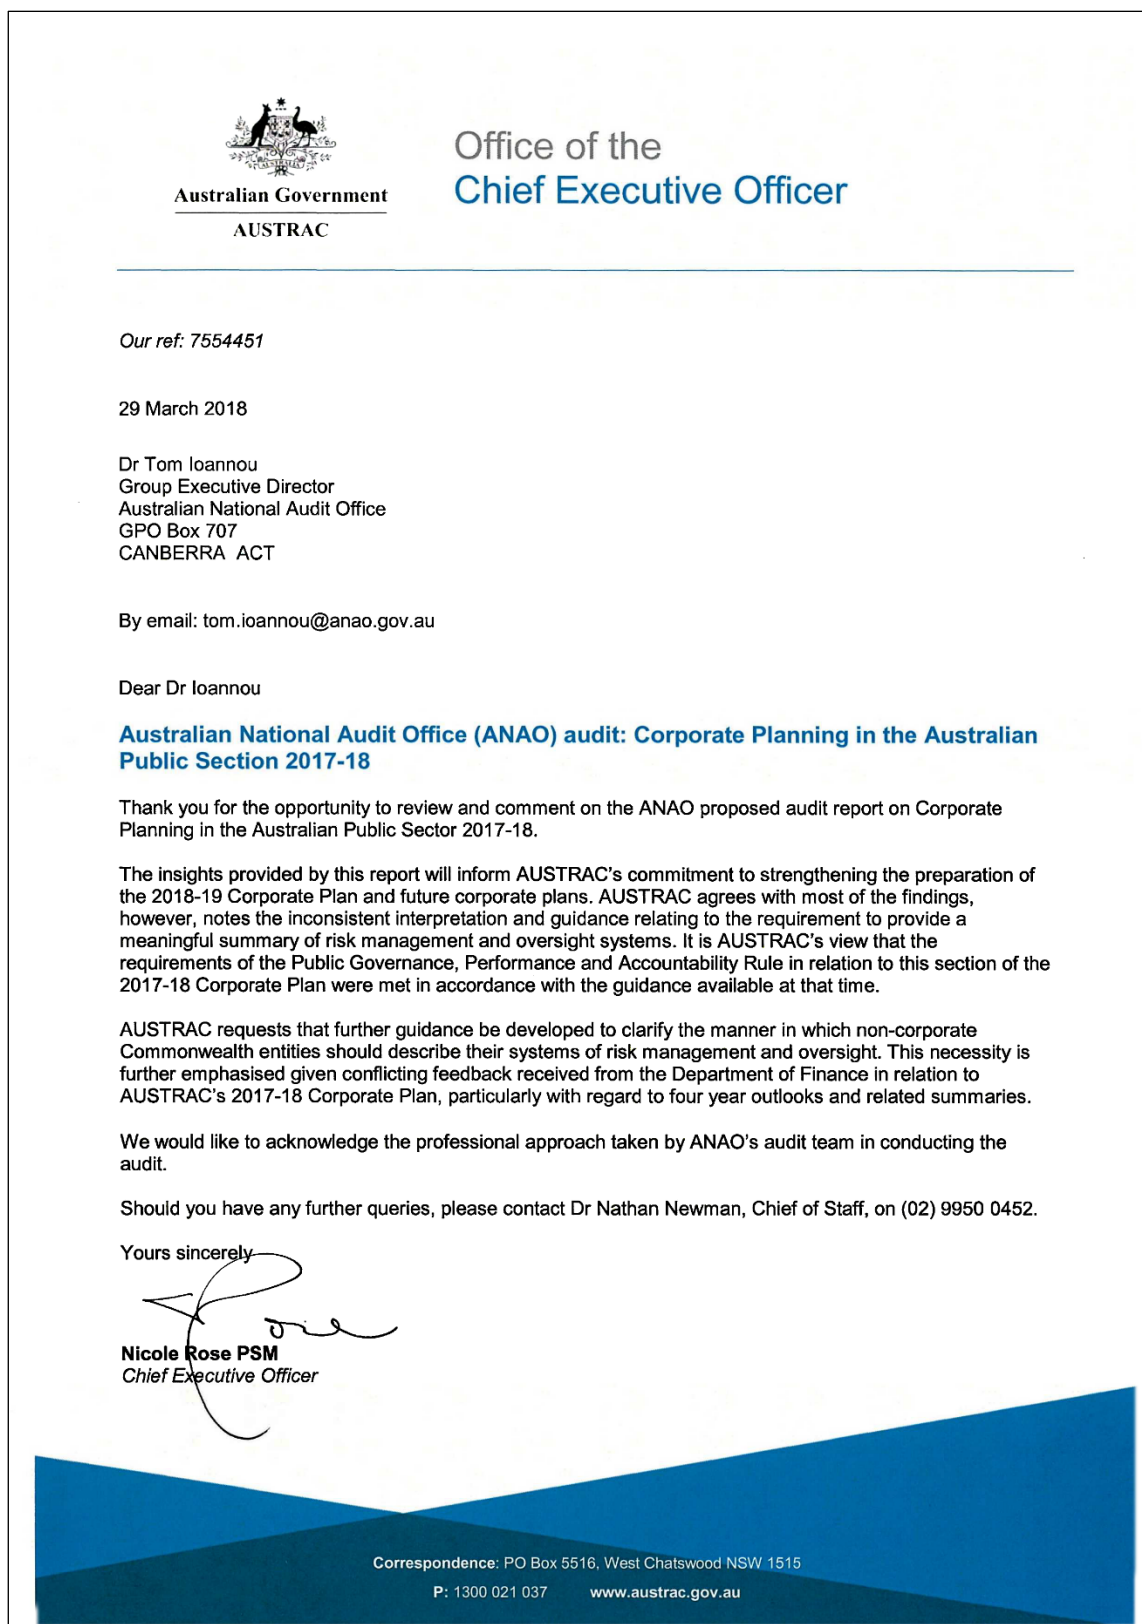 Australian Government
AUSTRAC
Office of the
Chief Executive Officer
Our ref: 7554451
29 March 2018
Dr Tom Ioannou
Group Executive Director
Australian National Audit Office
GPO Box 707
CANBERRA ACT
By email: tom.ioannou@anao.gov.au
Dear Dr Ioannou
Australian National Audit Office (ANAO) audit: Corporate Planning in the Australian
Public Section 2017-18
Thank you for the opportunity to review and comment on the ANAO proposed audit report on Corporate
Planning in the Australian Public Sector 2017-18.
The insights provided by this report will inform AUSTRAC's commitment to strengthening the preparation of
the 2018-19 Corporate Plan and future corporate plans. AUSTRAC agrees with most of the findings,
however, notes the inconsistent interpretation and guidance relating to the requirement to provide a
meaningful summary of risk management and oversight systems. It is AUSTRAC's view that the
requirements of the Public Governance, Performance and Accountability Rule in relation to this section of the
2017-18 Corporate Plan were met in accordance with the guidance available at that time.
AUSTRAC requests that further guidance be developed to clarify the manner in which non-corporate
Commonwealth entities should describe their systems of risk management and oversight. This necessity is
further emphasised given conflicting feedback received from the Department of Finance in relation to
AUSTRAC's 2017-18 Corporate Plan, particularly with regard to four year outlooks and related summaries.
We would like to acknowledge the professional approach taken by ANAO's audit team in conducting the
audit.
Should you have any further queries, please contact Dr Nathan Newman, Chief of Staff, on (02) 9950 0452.
Yours sincerely
Nicole Rose PSM
Chief Executive Officer
Correspondence: PO Box 5516, West Chatswood NSW 1515
P: 1300 021 037 www.austrac.gov.au